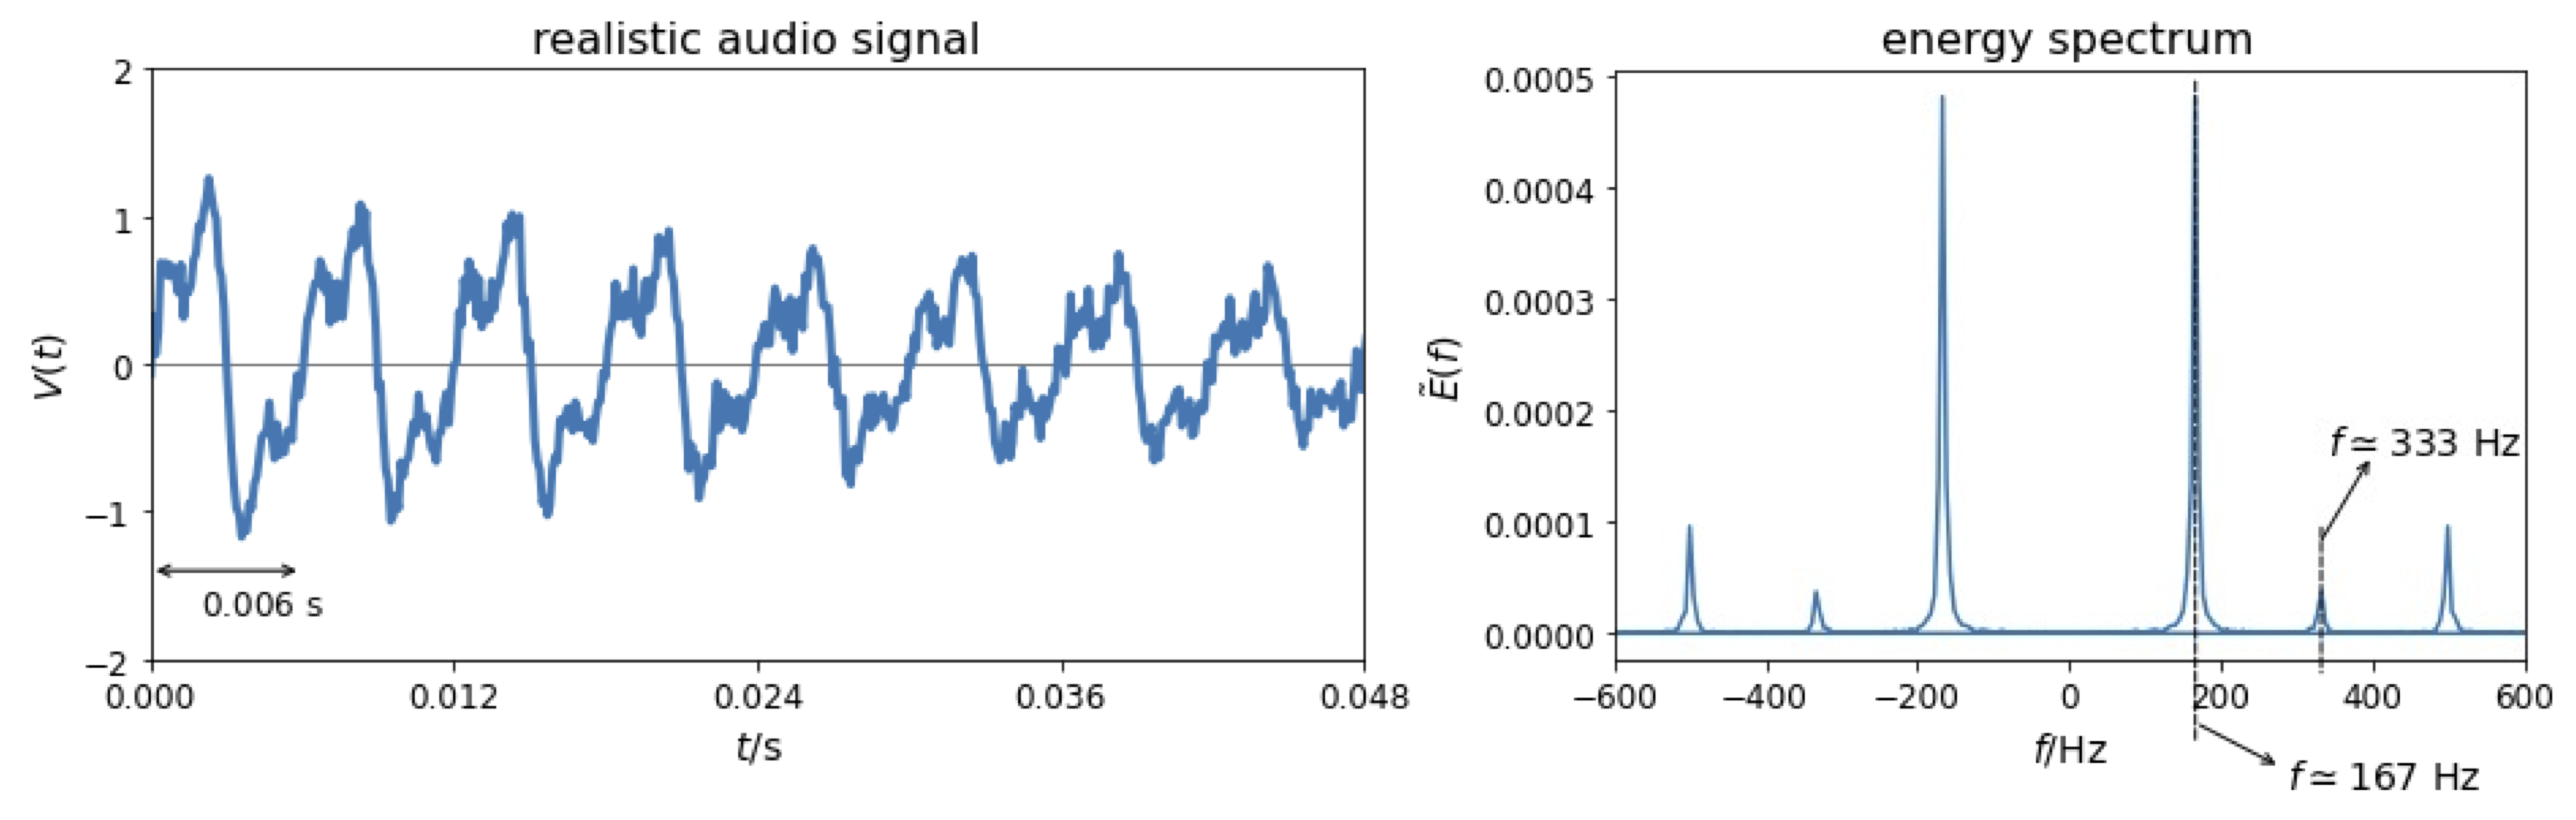 realistic audio signal
2
1
0
−1
−2
V(t)
0.006 s
0.000 0.012 0.024 0.036 0.048
t/s
energy spectrum
0.0005
0.0004
0.0003
0.0002
0.0001
0.0000
Ẽ(f)
f ≃ 333 Hz
−600 −400 −200 0 200 400 600
f/Hz
f ≃ 167 Hz